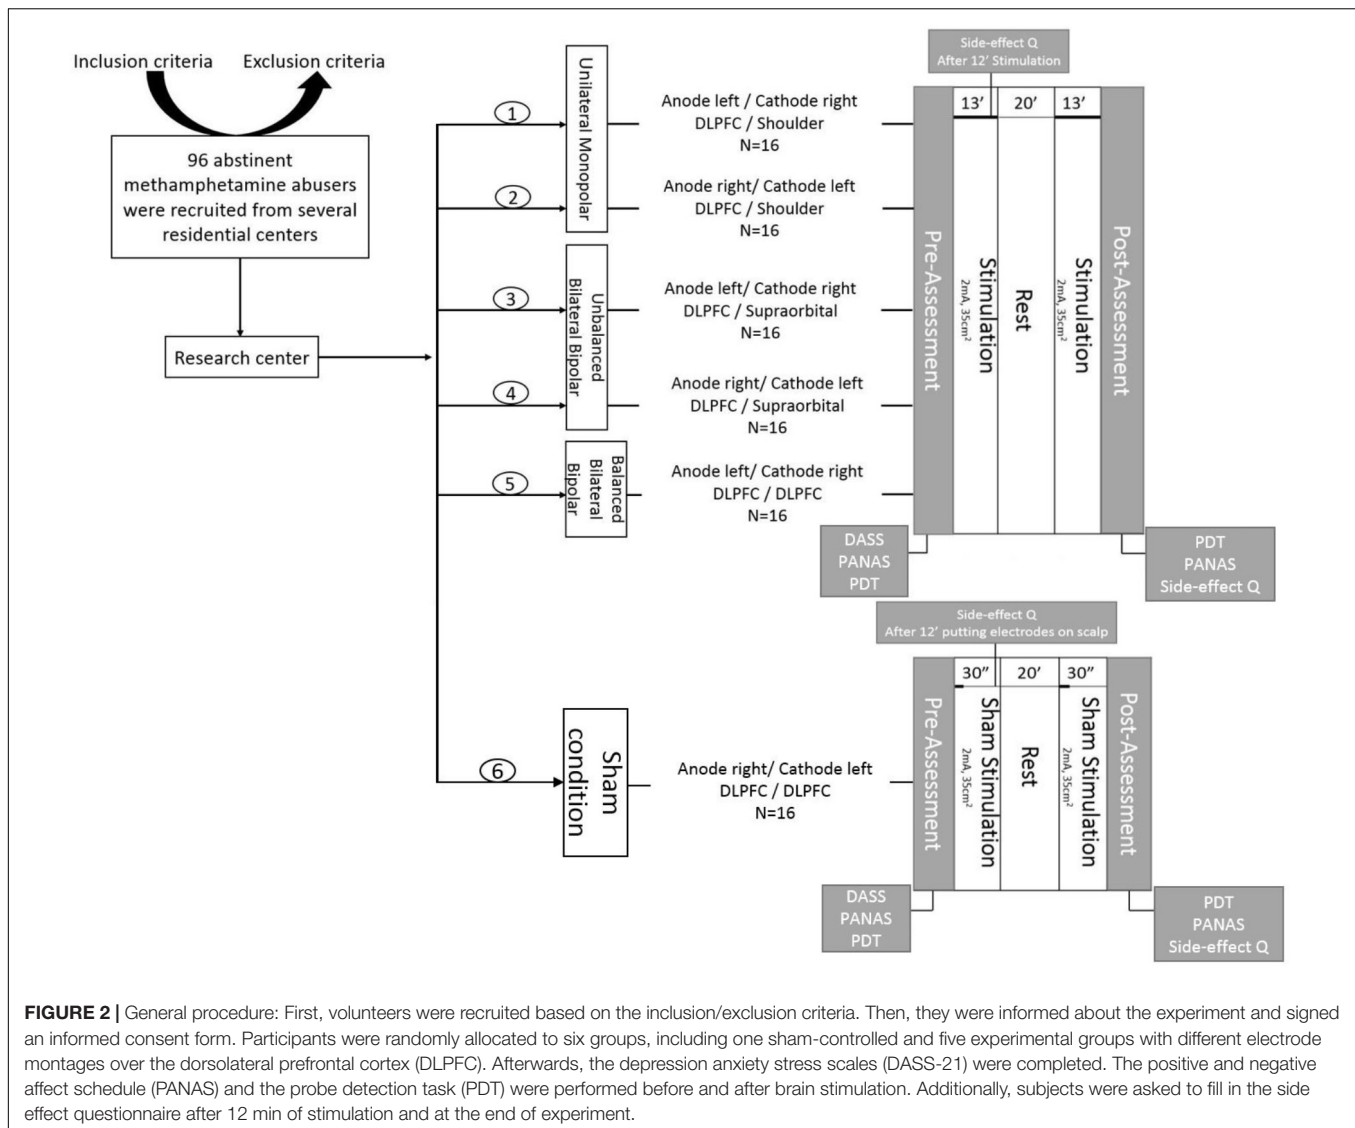 Inclusion criteria
Exclusion criteria
96 abstinent
methamphetamine abusers
were recruited from several
residential centers
Research center
1
2
3
4
5
6
Unilateral Monopolar
Unbalanced
Bilateral Bipolar
Balanced
Bilateral
Bipolar
Sham
condition
Anode left / Cathode right
DLPFC / Shoulder
N=16
Anode right/ Cathode left
DLPFC / Shoulder
N=16
Anode left/ Cathode right
DLPFC / Supraorbital
N=16
Anode right/ Cathode left
DLPFC / Supraorbital
N=16
Anode left/ Cathode right
DLPFC / DLPFC
N=16
Anode right/ Cathode left
DLPFC / DLPFC
N=16
Side-effect Q
After 12′ Stimulation
13′
20′
13′
Pre-Assessment
Stimulation
2mA, 35cm²
Rest
Stimulation
2mA, 35cm²
Post-Assessment
DASS
PANAS
PDT
PDT
PANAS
Side-effect Q
Side-effect Q
After 12′ putting electrodes on scalp
30″
20′
30″
Pre-Assessment
Sham Stimulation
2mA, 35cm²
Rest
Sham Stimulation
2mA, 35cm²
Post-Assessment
DASS
PANAS
PDT
PDT
PANAS
Side-effect Q
FIGURE 2 | General procedure: First, volunteers were recruited based on the inclusion/exclusion criteria. Then, they were informed about the experiment and signed
an informed consent form. Participants were randomly allocated to six groups, including one sham-controlled and five experimental groups with different electrode
montages over the dorsolateral prefrontal cortex (DLPFC). Afterwards, the depression anxiety stress scales (DASS-21) were completed. The positive and negative
affect schedule (PANAS) and the probe detection task (PDT) were performed before and after brain stimulation. Additionally, subjects were asked to fill in the side
effect questionnaire after 12 min of stimulation and at the end of experiment.